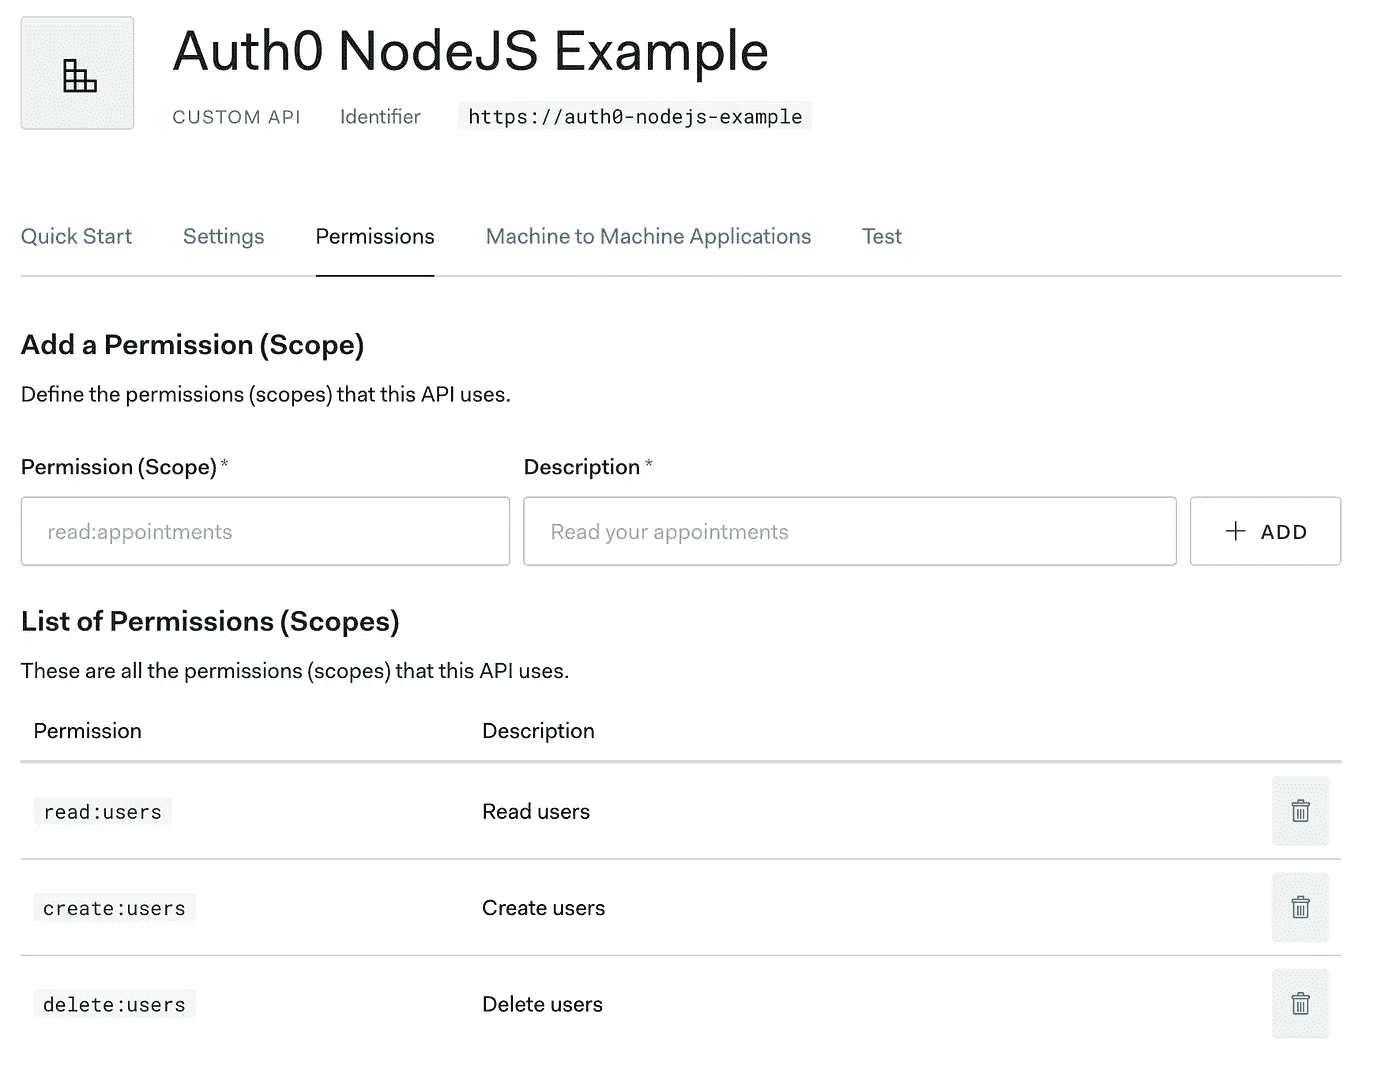 Auth0 NodeJS Example
CUSTOM API Identifier https://auth0-nodejs-example
Quick Start Settings Permissions Machine to Machine Applications Test
Add a Permission (Scope)
Define the permissions (scopes) that this API uses.
Permission (Scope) * Description *
read:appointments Read your appointments + ADD
List of Permissions (Scopes)
These are all the permissions (scopes) that this API uses.
Permission Description
read:users Read users
create:users Create users
delete:users Delete users